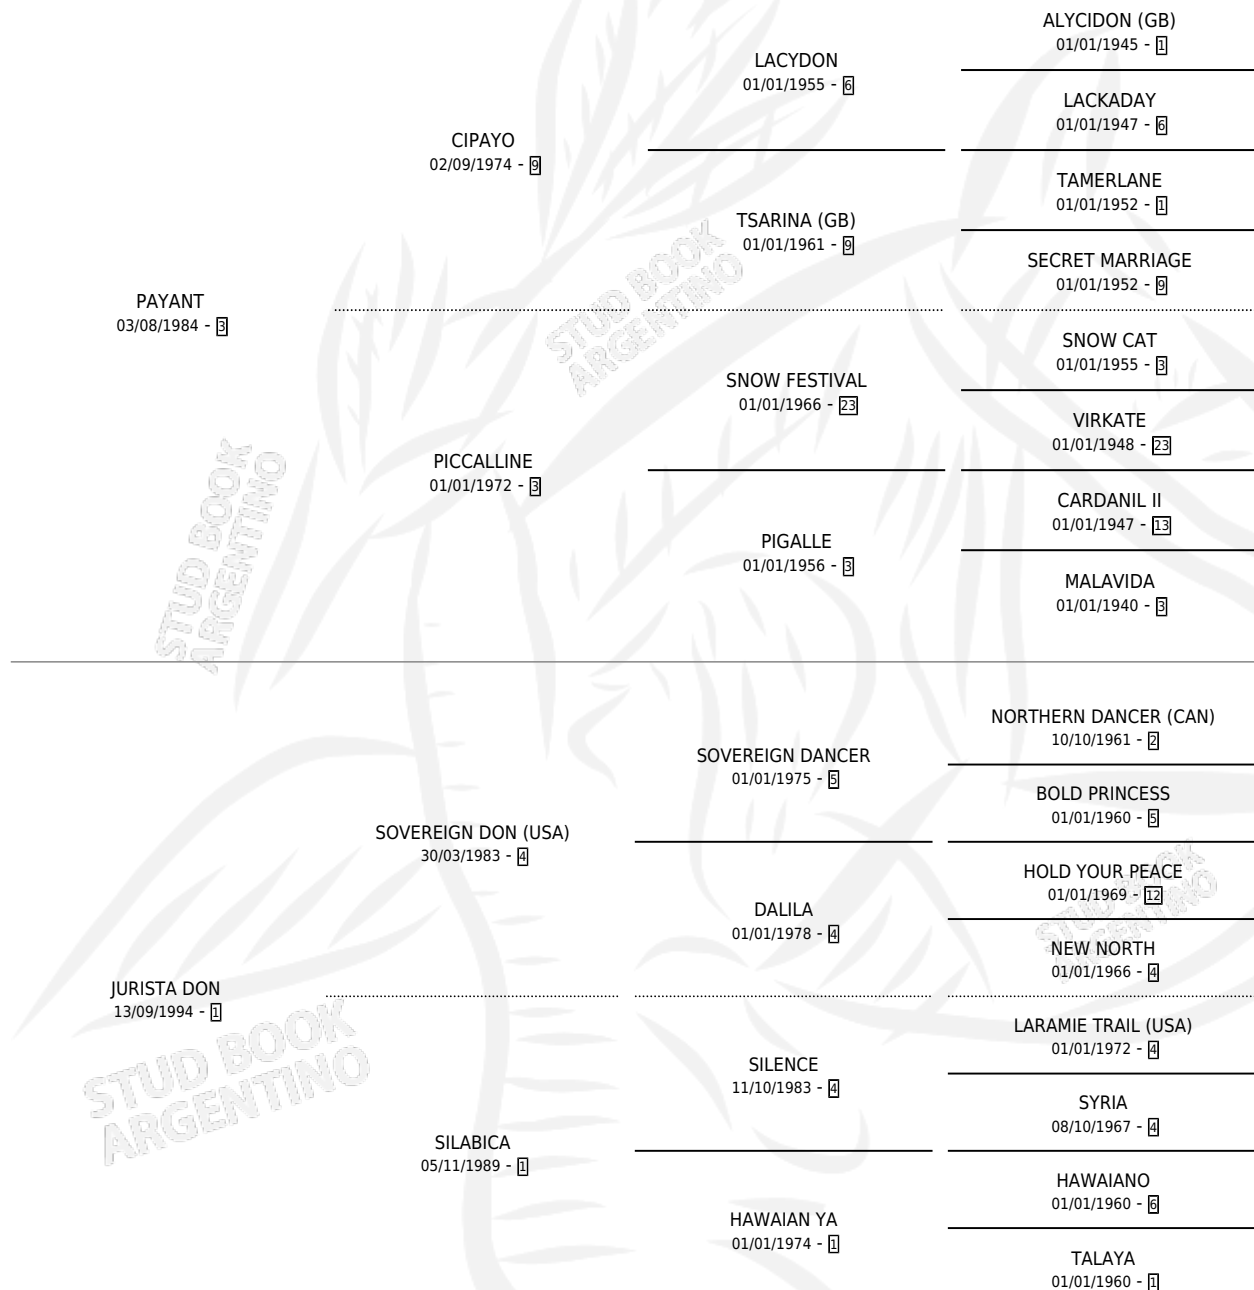 ALYCIDON (GB)
01/01/1945 - 1
LACYDON
01/01/1955 - 6
LACKADAY
01/01/1947 - 6
CIPAYO
02/09/1974 - 9
TAMERLANE
01/01/1952 - 1
TSARINA (GB)
01/01/1961 - 9
SECRET MARRIAGE
01/01/1952 - 9
PAYANT
03/08/1984 - 3
SNOW CAT
01/01/1955 - 3
SNOW FESTIVAL
01/01/1966 - 23
VIRKATE
01/01/1948 - 23
PICCALLINE
01/01/1972 - 3
CARDANIL II
01/01/1947 - 13
PIGALLE
01/01/1956 - 3
MALAVIDA
01/01/1940 - 3
NORTHERN DANCER (CAN)
10/10/1961 - 2
SOVEREIGN DANCER
01/01/1975 - 5
BOLD PRINCESS
01/01/1960 - 5
SOVEREIGN DON (USA)
30/03/1983 - 4
HOLD YOUR PEACE
01/01/1969 - 12
DALILA
01/01/1978 - 4
NEW NORTH
01/01/1966 - 4
JURISTA DON
13/09/1994 - 1
LARAMIE TRAIL (USA)
01/01/1972 - 4
SILENCE
11/10/1983 - 4
SYRIA
08/10/1967 - 4
SILABICA
05/11/1989 - 1
HAWAIANO
01/01/1960 - 6
HAWAIAN YA
01/01/1974 - 1
TALAYA
01/01/1960 - 1
STUD BOOK
ARGENTINO
STUD BOOK
ARGENTINO
STUD BOOK
ARGENTINO
STUD BOOK
ARGENTINO